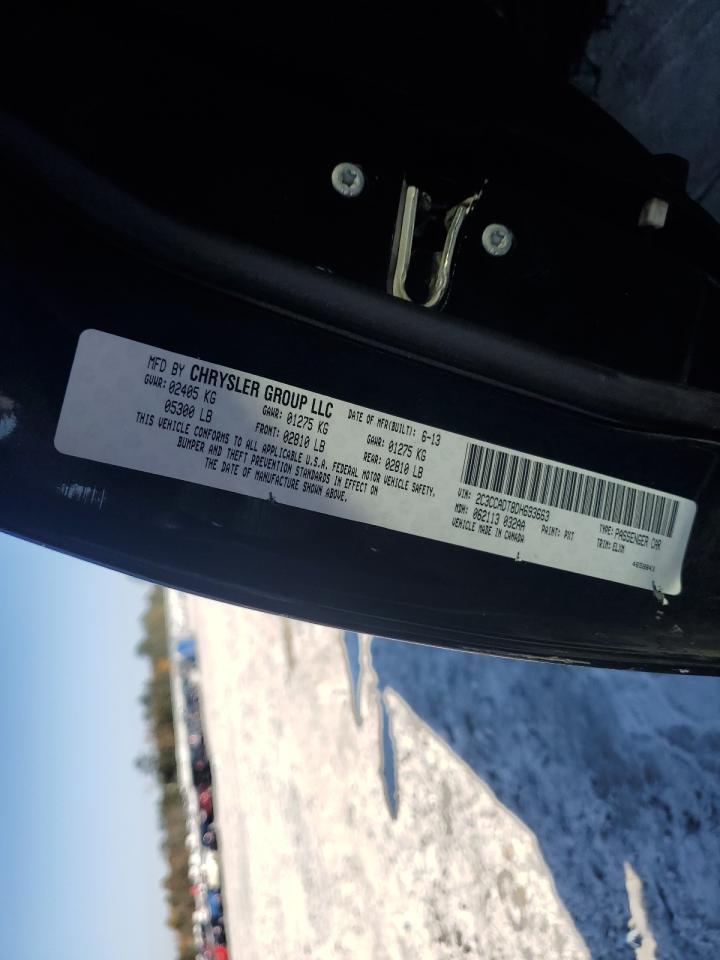 MFD BY CHRYSLER GROUP LLC
DATE OF MFR(BUILT): 6-13
GVWR: 02405 KG
GAWR: 01275 KG
GAWR: 01275 KG
05300 LB
FRONT: 02810 LB
REAR: 02810 LB
THIS VEHICLE CONFORMS TO ALL APPLICABLE U.S.A. FEDERAL MOTOR VEHICLE SAFETY,
BUMPER AND THEFT PREVENTION STANDARDS IN EFFECT ON
THE DATE OF MANUFACTURE SHOWN ABOVE.
VIN: 2C3CCADT8DH693663
TYPE: PASSENGER CAR
MDH: 062113 032AA
PAINT: PXT
TRIM: ELX9
VEHICLE MADE IN CANADA